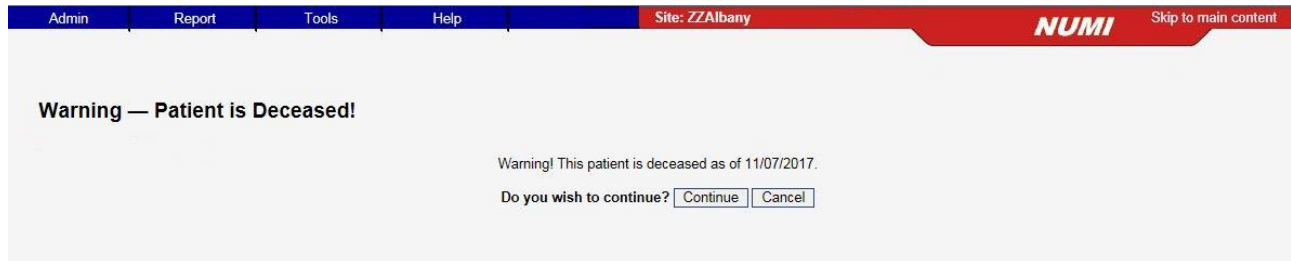 Admin Report Tools Help Site: ZZAlbany NUMI Skip to main content
Warning — Patient is Deceased!
Warning! This patient is deceased as of 11/07/2017.
Do you wish to continue? Continue Cancel